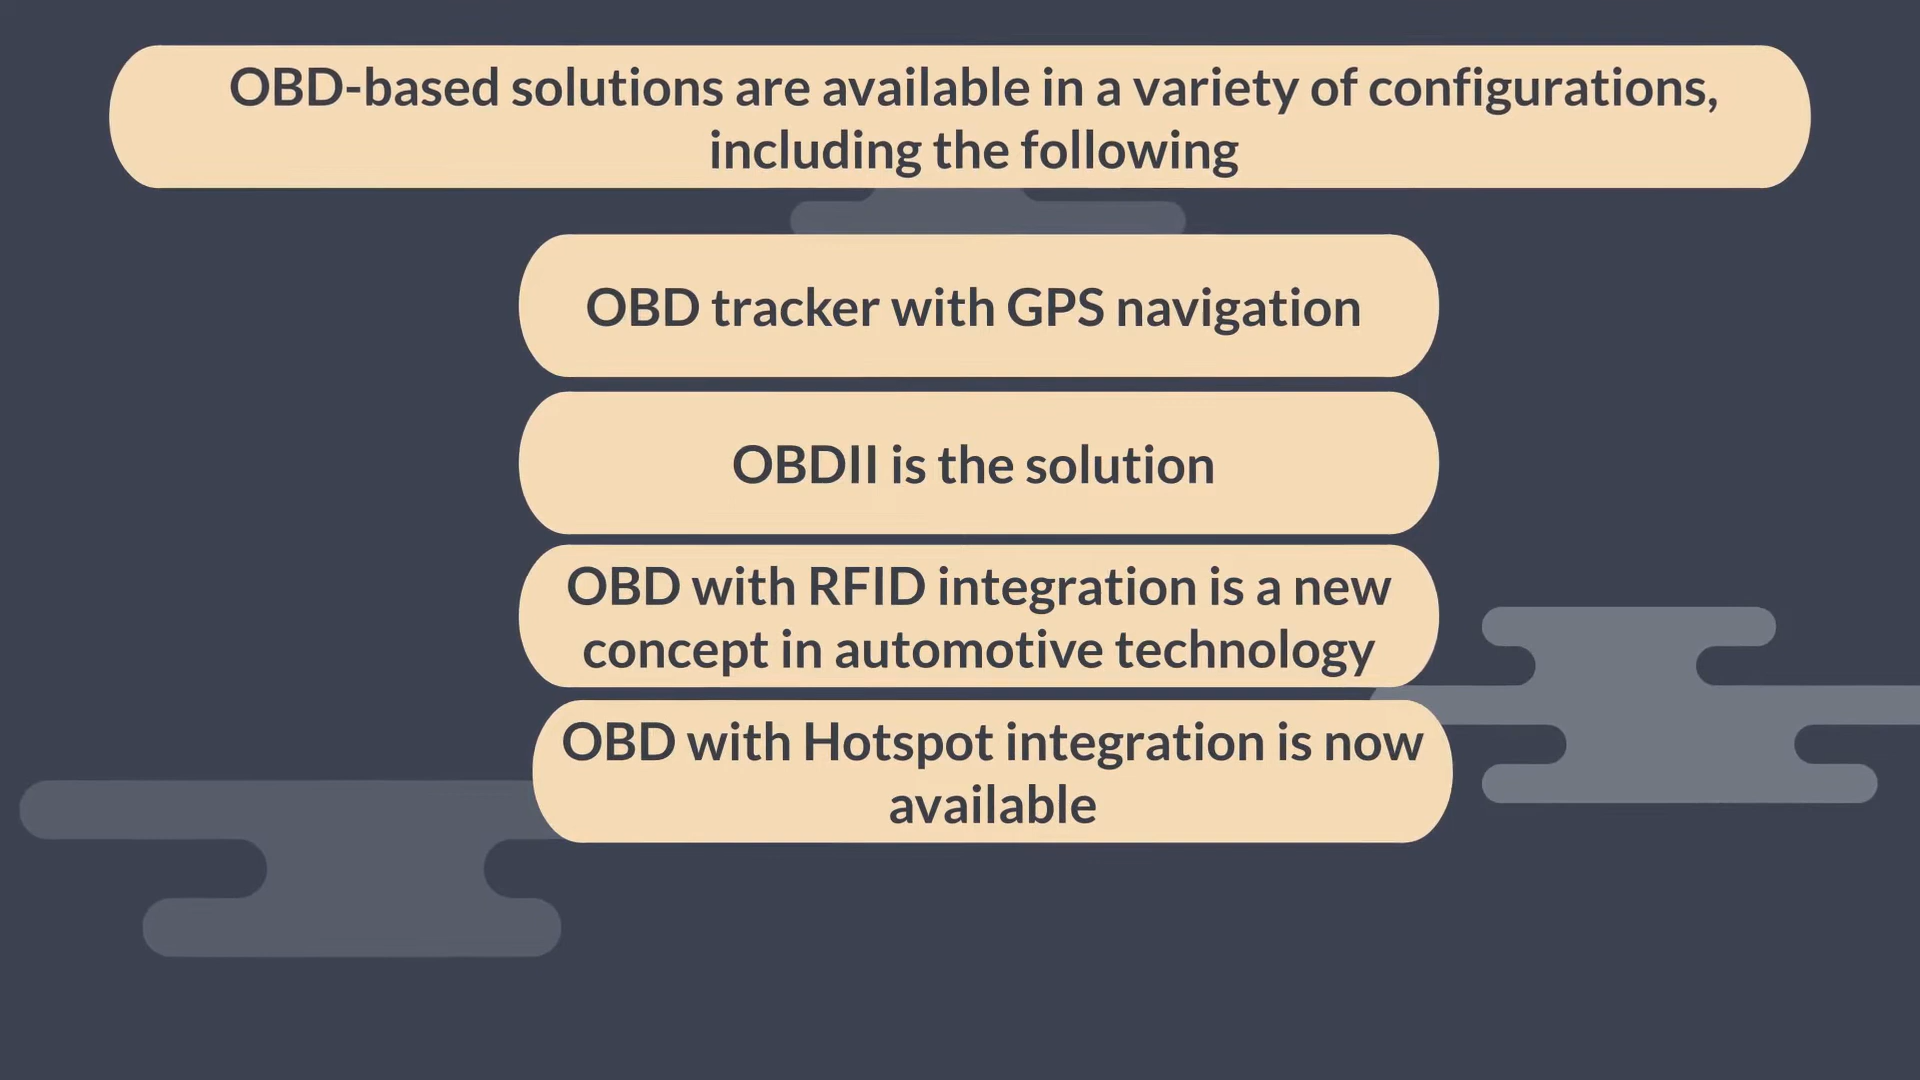 OBD-based solutions are available in a variety of configurations,
including the following
OBD tracker with GPS navigation
OBDII is the solution
OBD with RFID integration is a new
concept in automotive technology
OBD with Hotspot integration is now
available